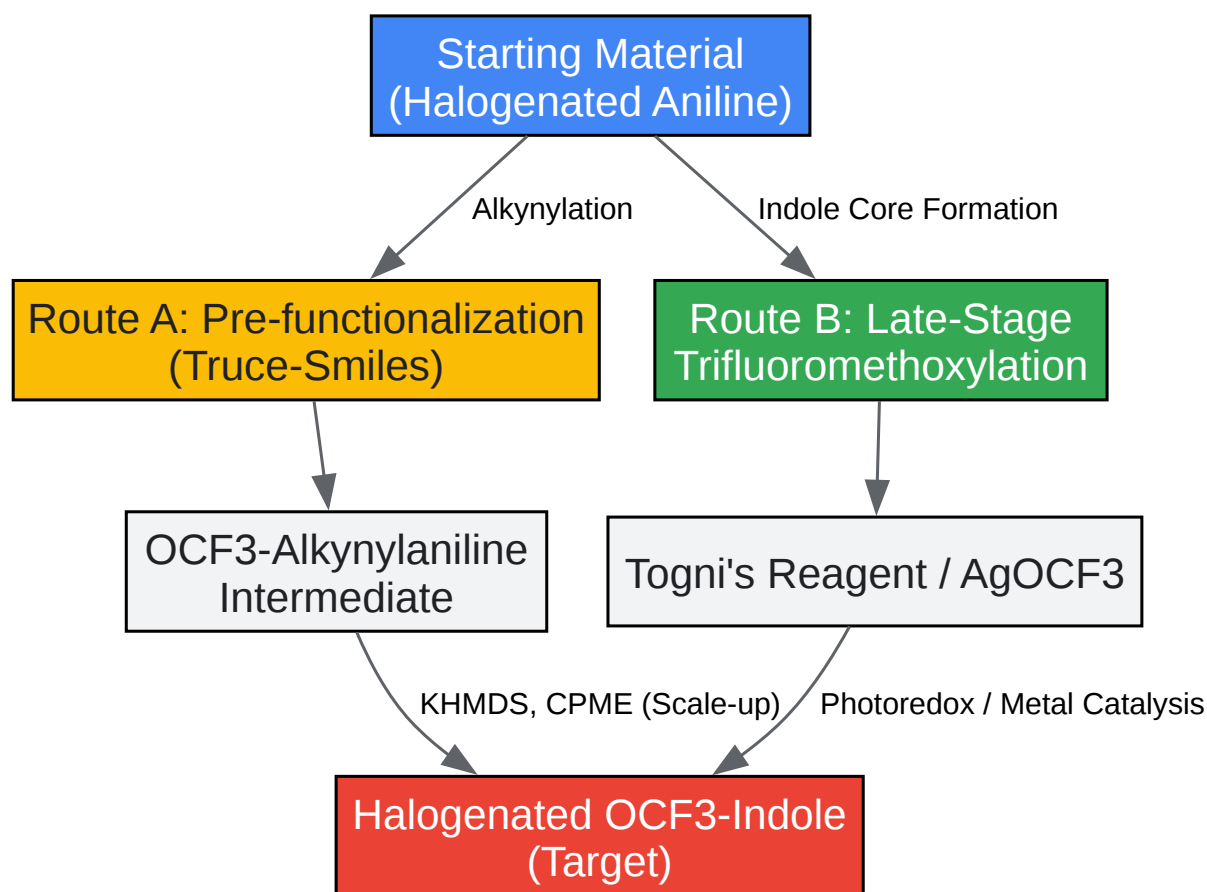 Starting Material
(Halogenated Aniline)
Alkynylation
Indole Core Formation
Route A: Pre-functionalization
(Truce-Smiles)
Route B: Late-Stage
Trifluoromethoxylation
OCF3-Alkynylaniline
Intermediate
Togni's Reagent / AgOCF3
KHMDS, CPME (Scale-up)
Photoredox / Metal Catalysis
Halogenated OCF3-Indole
(Target)